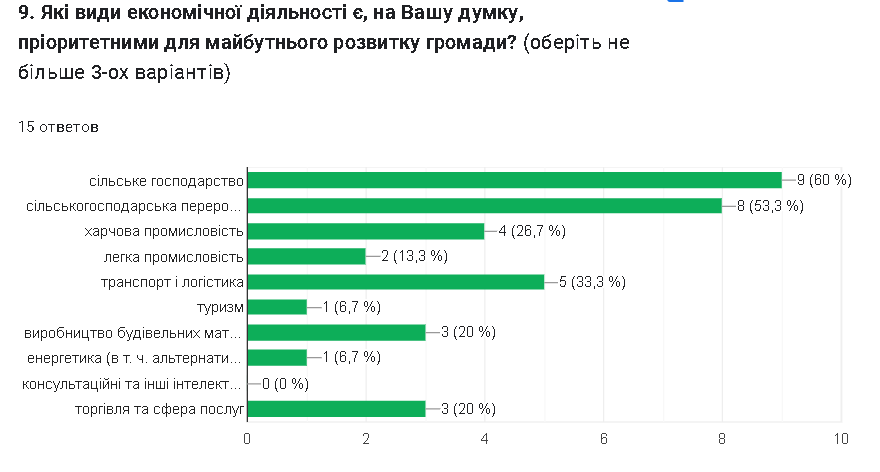 9. Які види економічної діяльності є, на Вашу думку,
пріоритетними для майбутнього розвитку громади? (оберіть не
більше 3-ох варіантів)
15 ответов
сільське господарство 9 (60 %)
сільськогосподарська переро... 8 (53,3 %)
харчова промисловість 4 (26,7 %)
легка промисловість 2 (13,3 %)
транспорт і логістика 5 (33,3 %)
туризм 1 (6,7 %)
виробництво будівельних мат... 3 (20 %)
енергетика (в т. ч. альтернати... 1 (6,7 %)
консультаційні та інші інтелект... 0 (0 %)
торгівля та сфера послуг 3 (20 %)
0 2 4 6 8 10